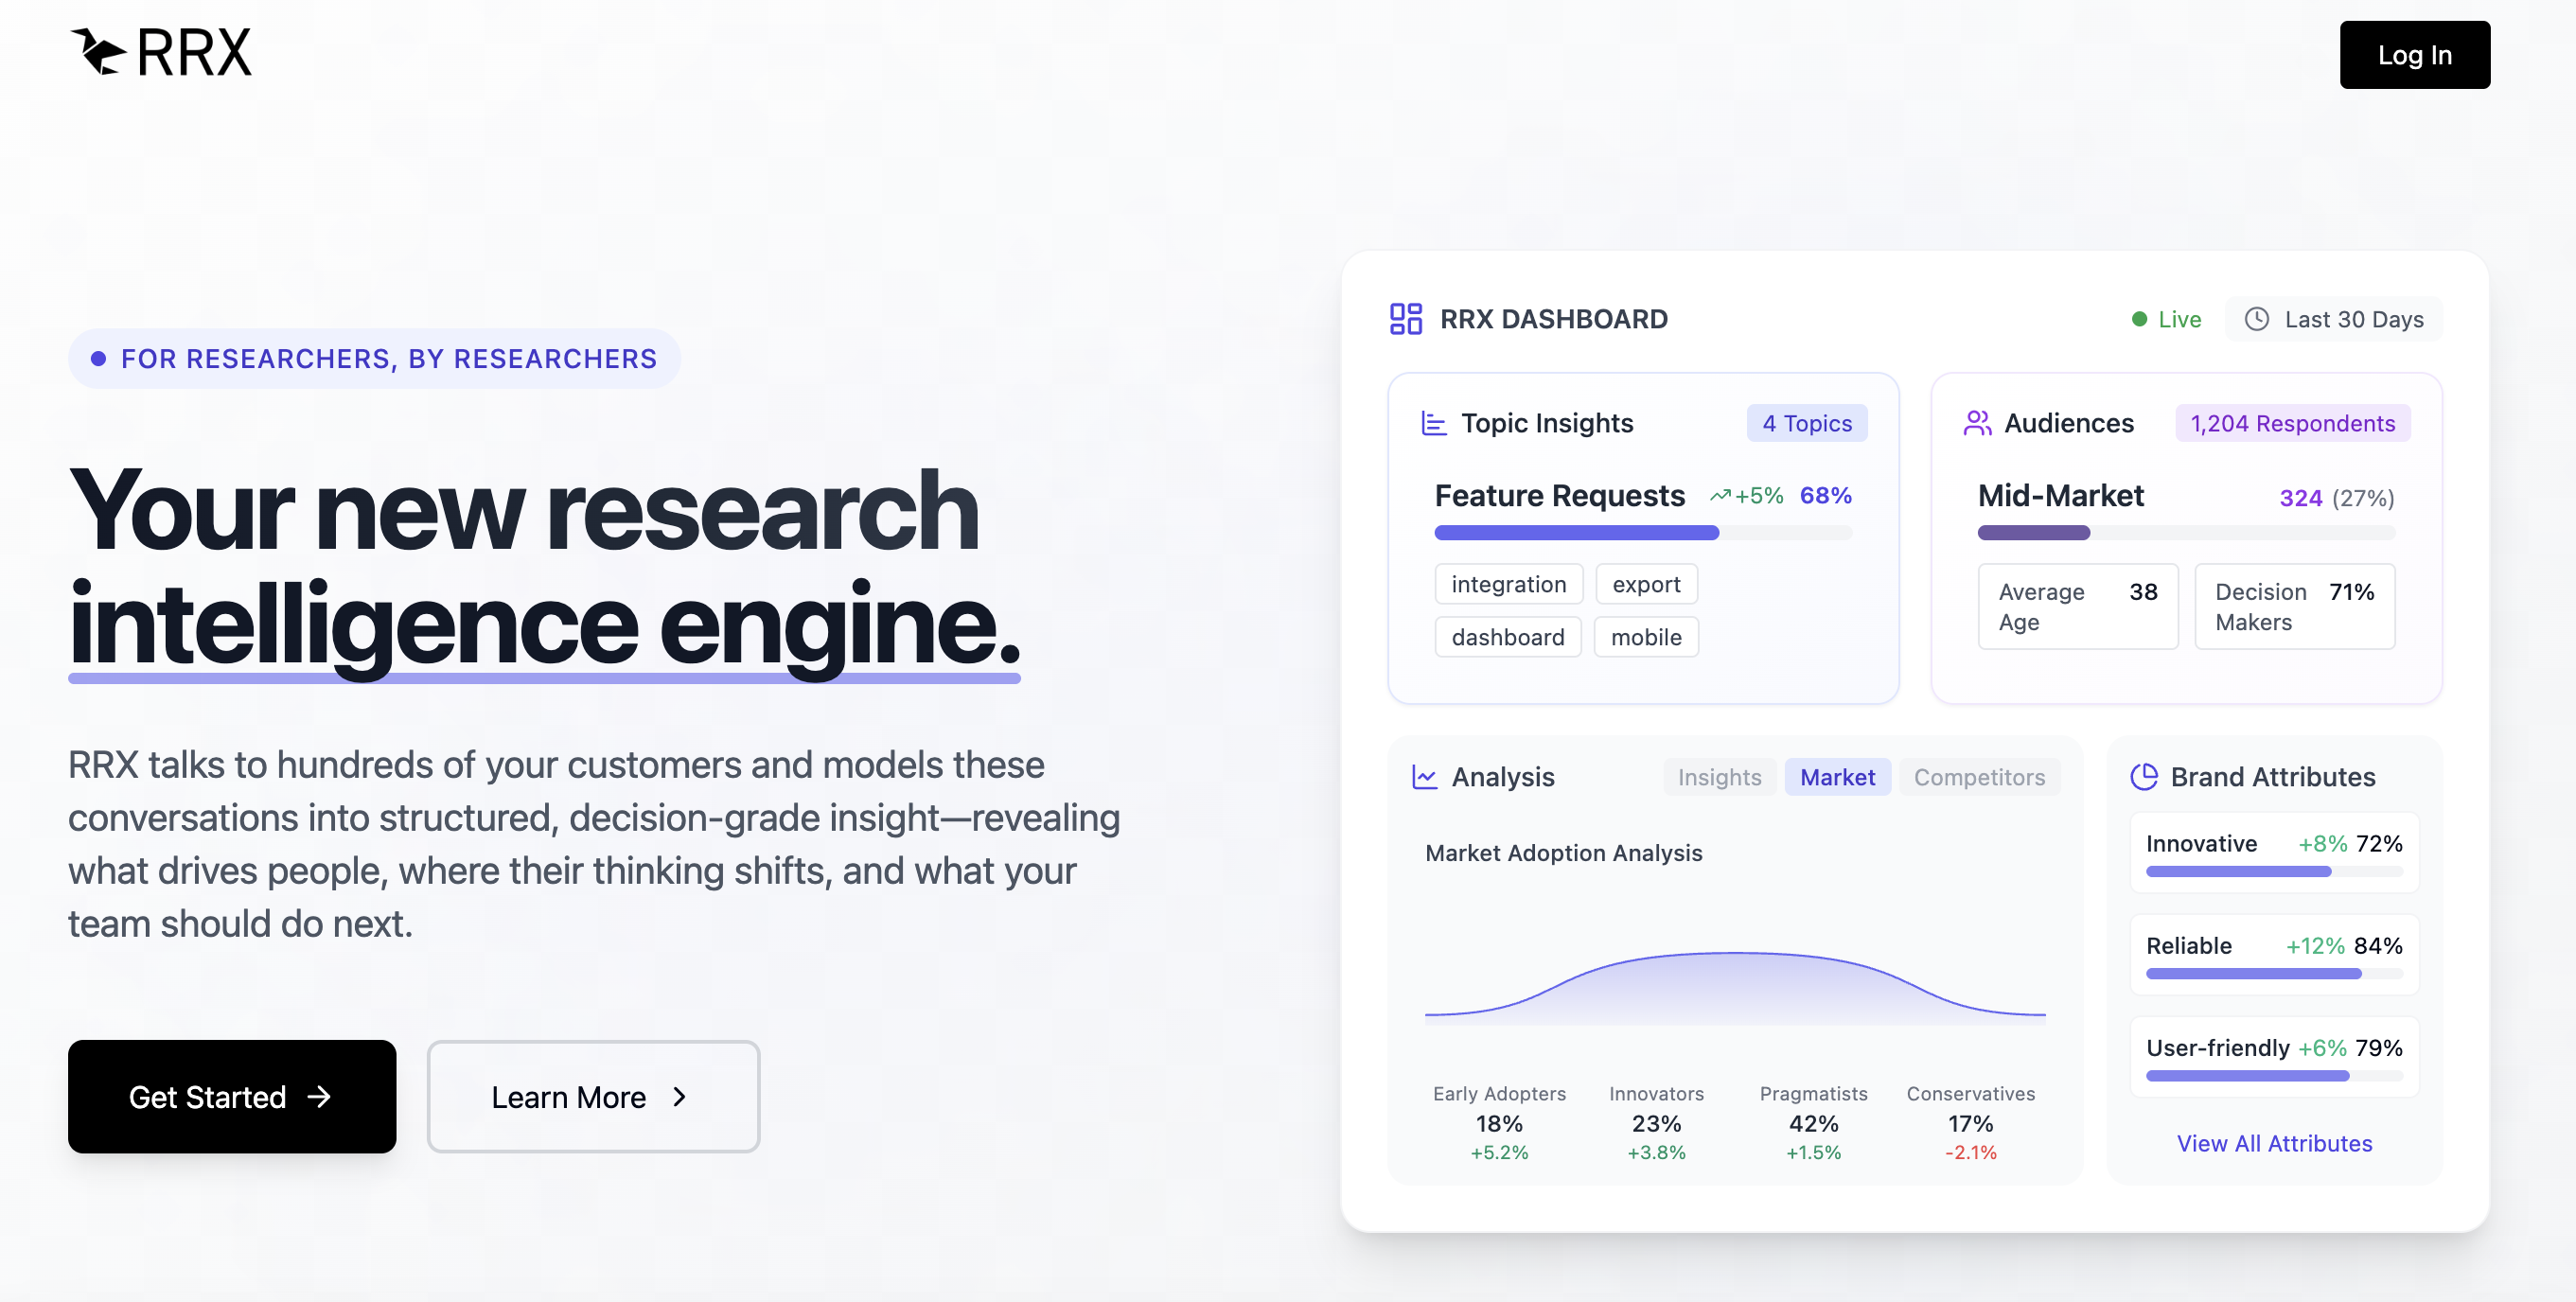 RRX
Log In
FOR RESEARCHERS, BY RESEARCHERS
Your new research
intelligence engine.
RRX talks to hundreds of your customers and models these
conversations into structured, decision-grade insight—revealing
what drives people, where their thinking shifts, and what your
team should do next.
Get Started
Learn More
RRX DASHBOARD
Live
Last 30 Days
Topic Insights
4 Topics
Feature Requests +5% 68%
integration export
dashboard mobile
Audiences
1,204 Respondents
Mid-Market 324 (27%)
Average
Age
38
Decision
Makers
71%
Analysis
Insights Market Competitors
Market Adoption Analysis
Early Adopters Innovators Pragmatists Conservatives
18% 23% 42% 17%
+5.2% +3.8% +1.5% -2.1%
Brand Attributes
Innovative +8% 72%
Reliable +12% 84%
User-friendly +6% 79%
View All Attributes